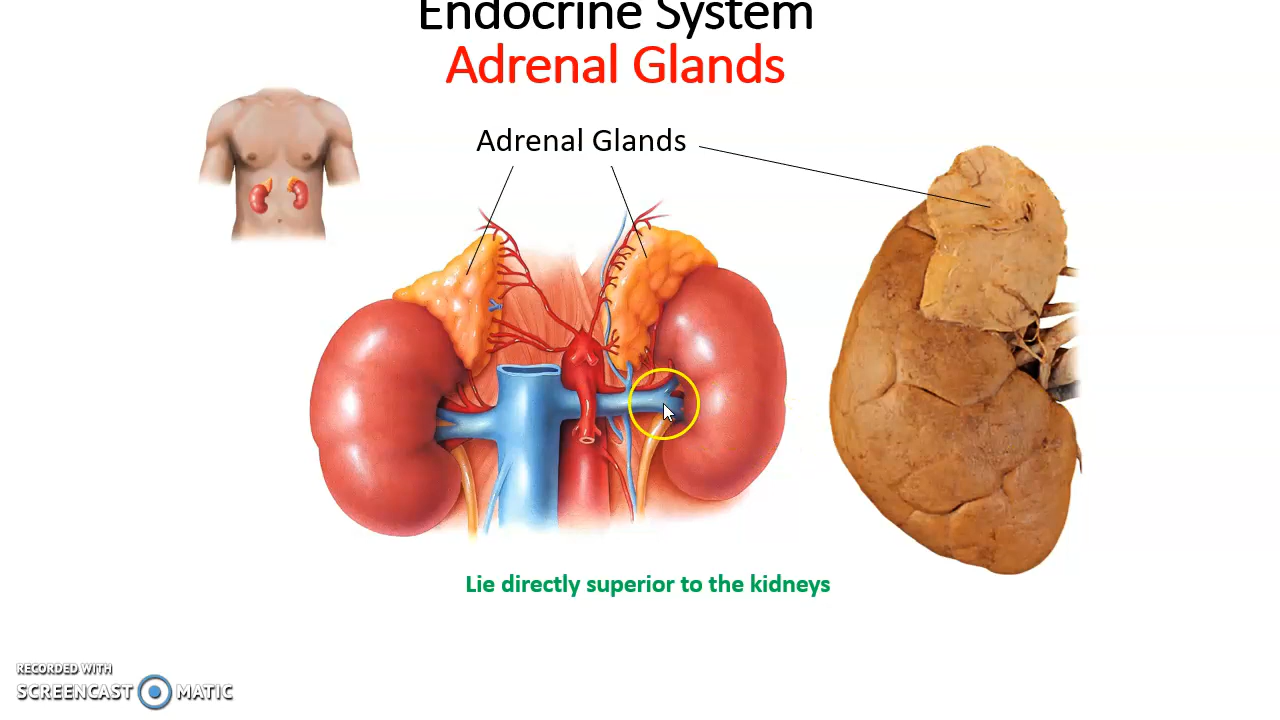 Endocrine System
Adrenal Glands
Adrenal Glands
Lie directly superior to the kidneys
RECORDED WITH
SCREENCAST MATIC